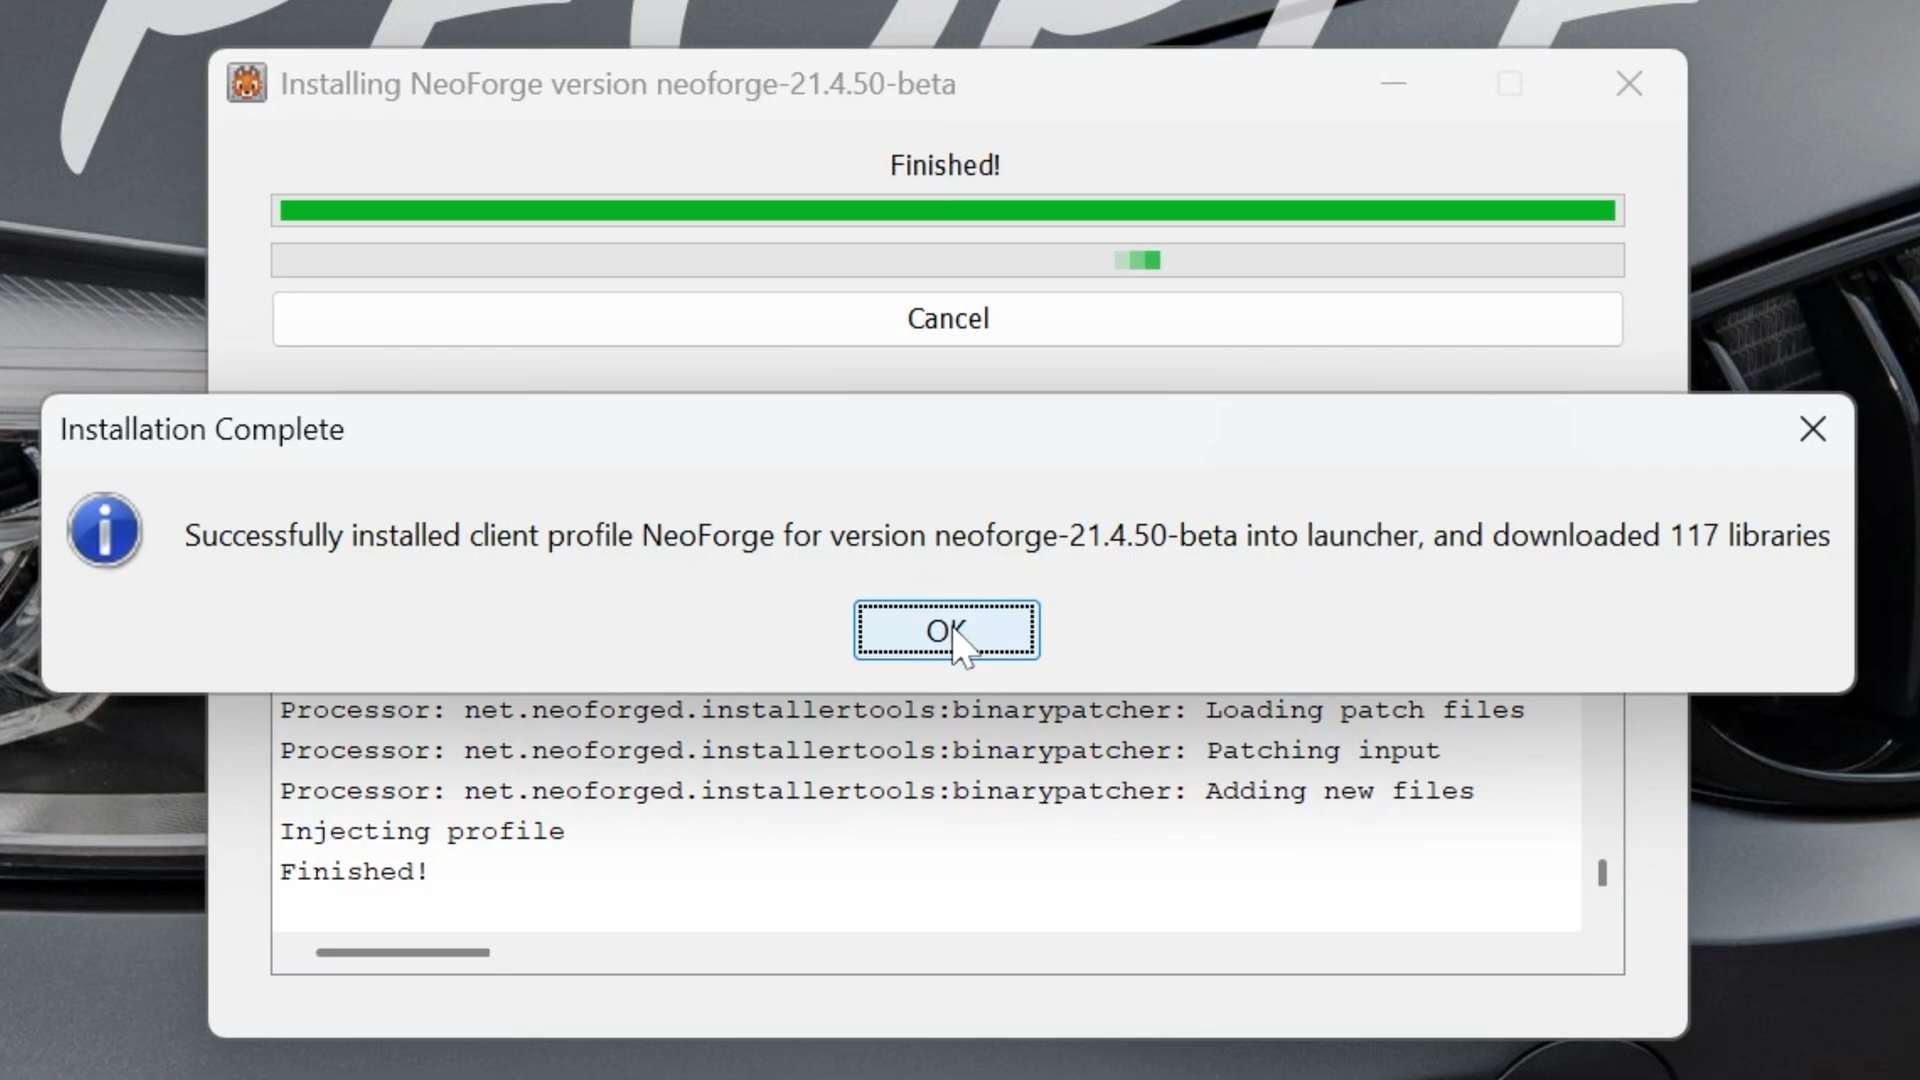 Installing NeoForge version neoforge-21.4.50-beta
Finished!
Cancel
Installation Complete
Successfully installed client profile NeoForge for version neoforge-21.4.50-beta into launcher, and downloaded 117 libraries
OK
Processor: net.neoforged.installertools:binarypatcher: Loading patch files
Processor: net.neoforged.installertools:binarypatcher: Patching input
Processor: net.neoforged.installertools:binarypatcher: Adding new files
Injecting profile
Finished!